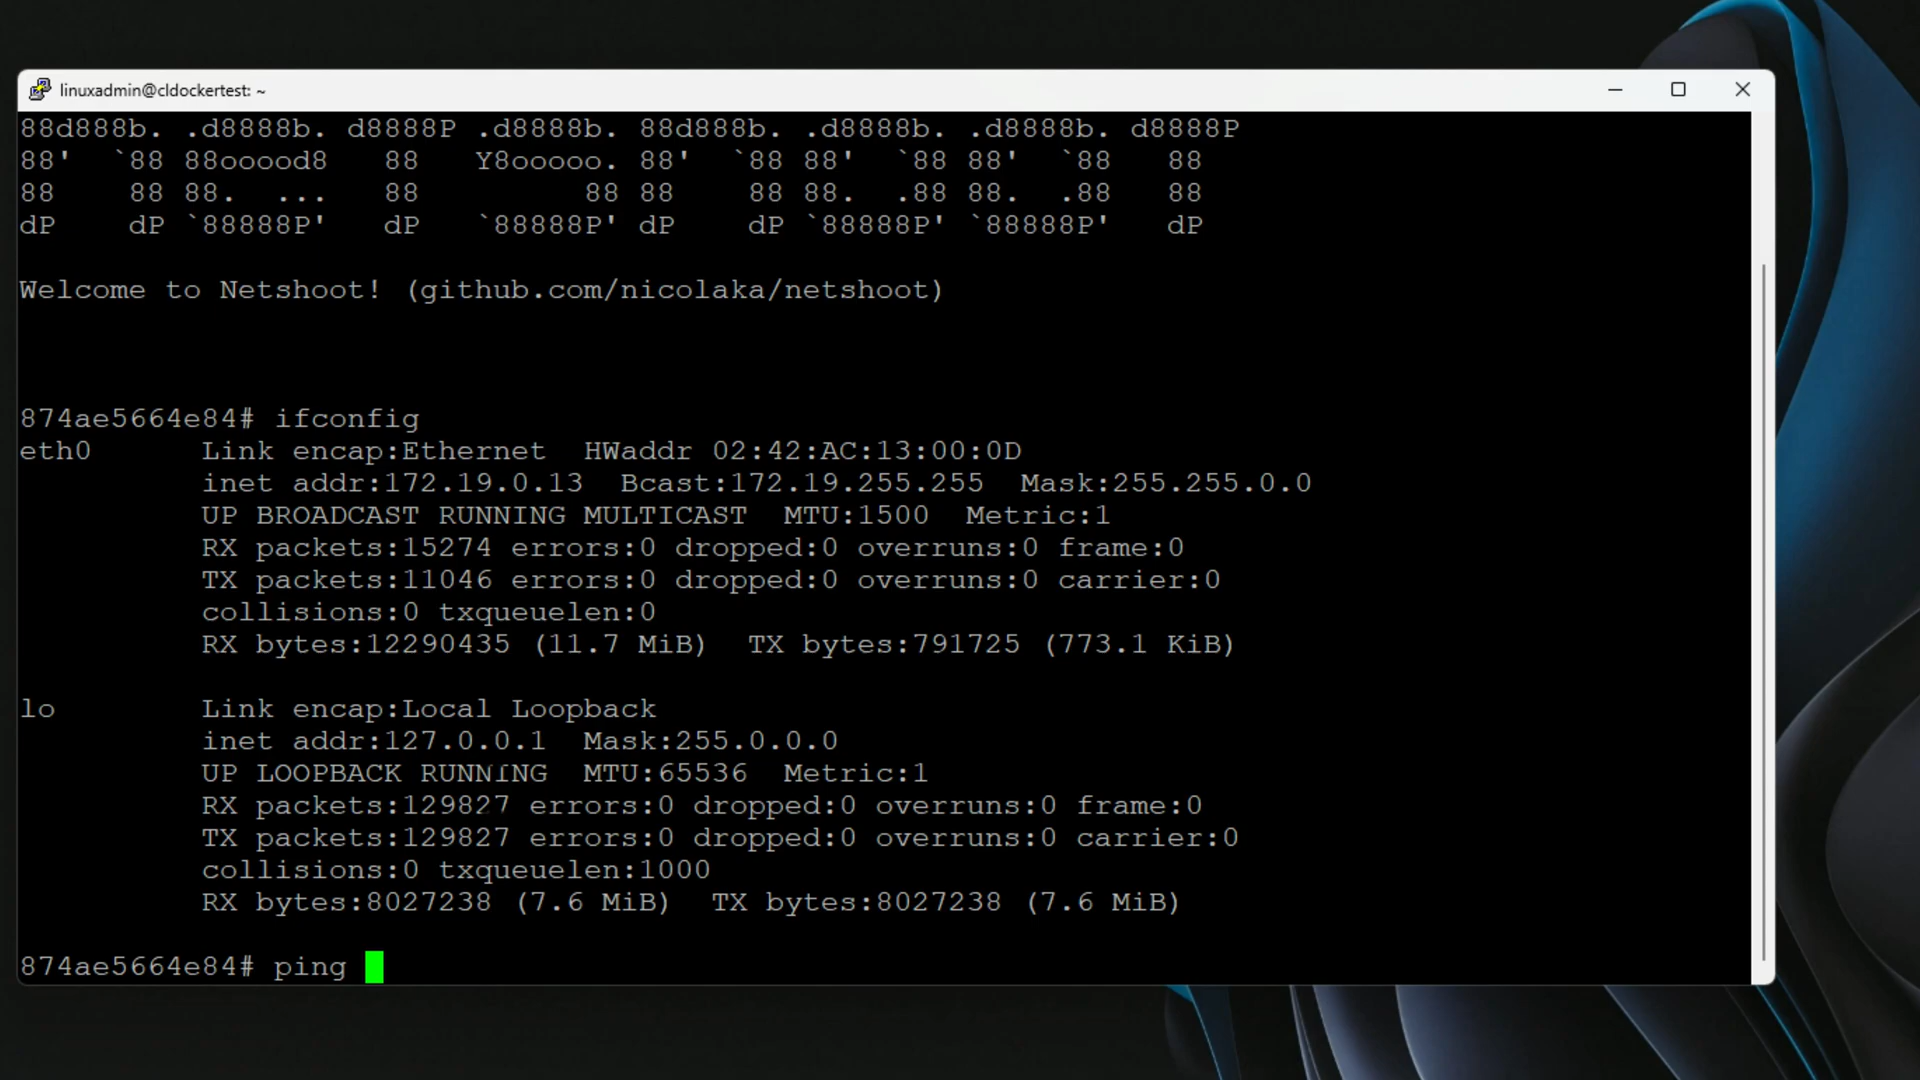 linuxadmin@cldockertest: ~
88d888b. .d8888b. d8888P .d8888b. 88d888b. .d8888b. .d8888b. d8888P
88'  `88 88ooood8   88   Y8ooooo. 88'  `88 88'  `88 88'  `88   88
88    88 88.  ...   88         88 88    88 88.  .88 88.  .88   88
dP    dP `88888P'   dP   `88888P' dP    dP `88888P' `88888P'   dP
Welcome to Netshoot! (github.com/nicolaka/netshoot)
874ae5664e84# ifconfig
eth0      Link encap:Ethernet  HWaddr 02:42:AC:13:00:0D
          inet addr:172.19.0.13  Bcast:172.19.255.255  Mask:255.255.0.0
          UP BROADCAST RUNNING MULTICAST  MTU:1500  Metric:1
          RX packets:15274 errors:0 dropped:0 overruns:0 frame:0
          TX packets:11046 errors:0 dropped:0 overruns:0 carrier:0
          collisions:0 txqueuelen:0
          RX bytes:12290435 (11.7 MiB)  TX bytes:791725 (773.1 KiB)
lo        Link encap:Local Loopback
          inet addr:127.0.0.1  Mask:255.0.0.0
          UP LOOPBACK RUNNING  MTU:65536  Metric:1
          RX packets:129827 errors:0 dropped:0 overruns:0 frame:0
          TX packets:129827 errors:0 dropped:0 overruns:0 carrier:0
          collisions:0 txqueuelen:1000
          RX bytes:8027238 (7.6 MiB)  TX bytes:8027238 (7.6 MiB)
874ae5664e84# ping